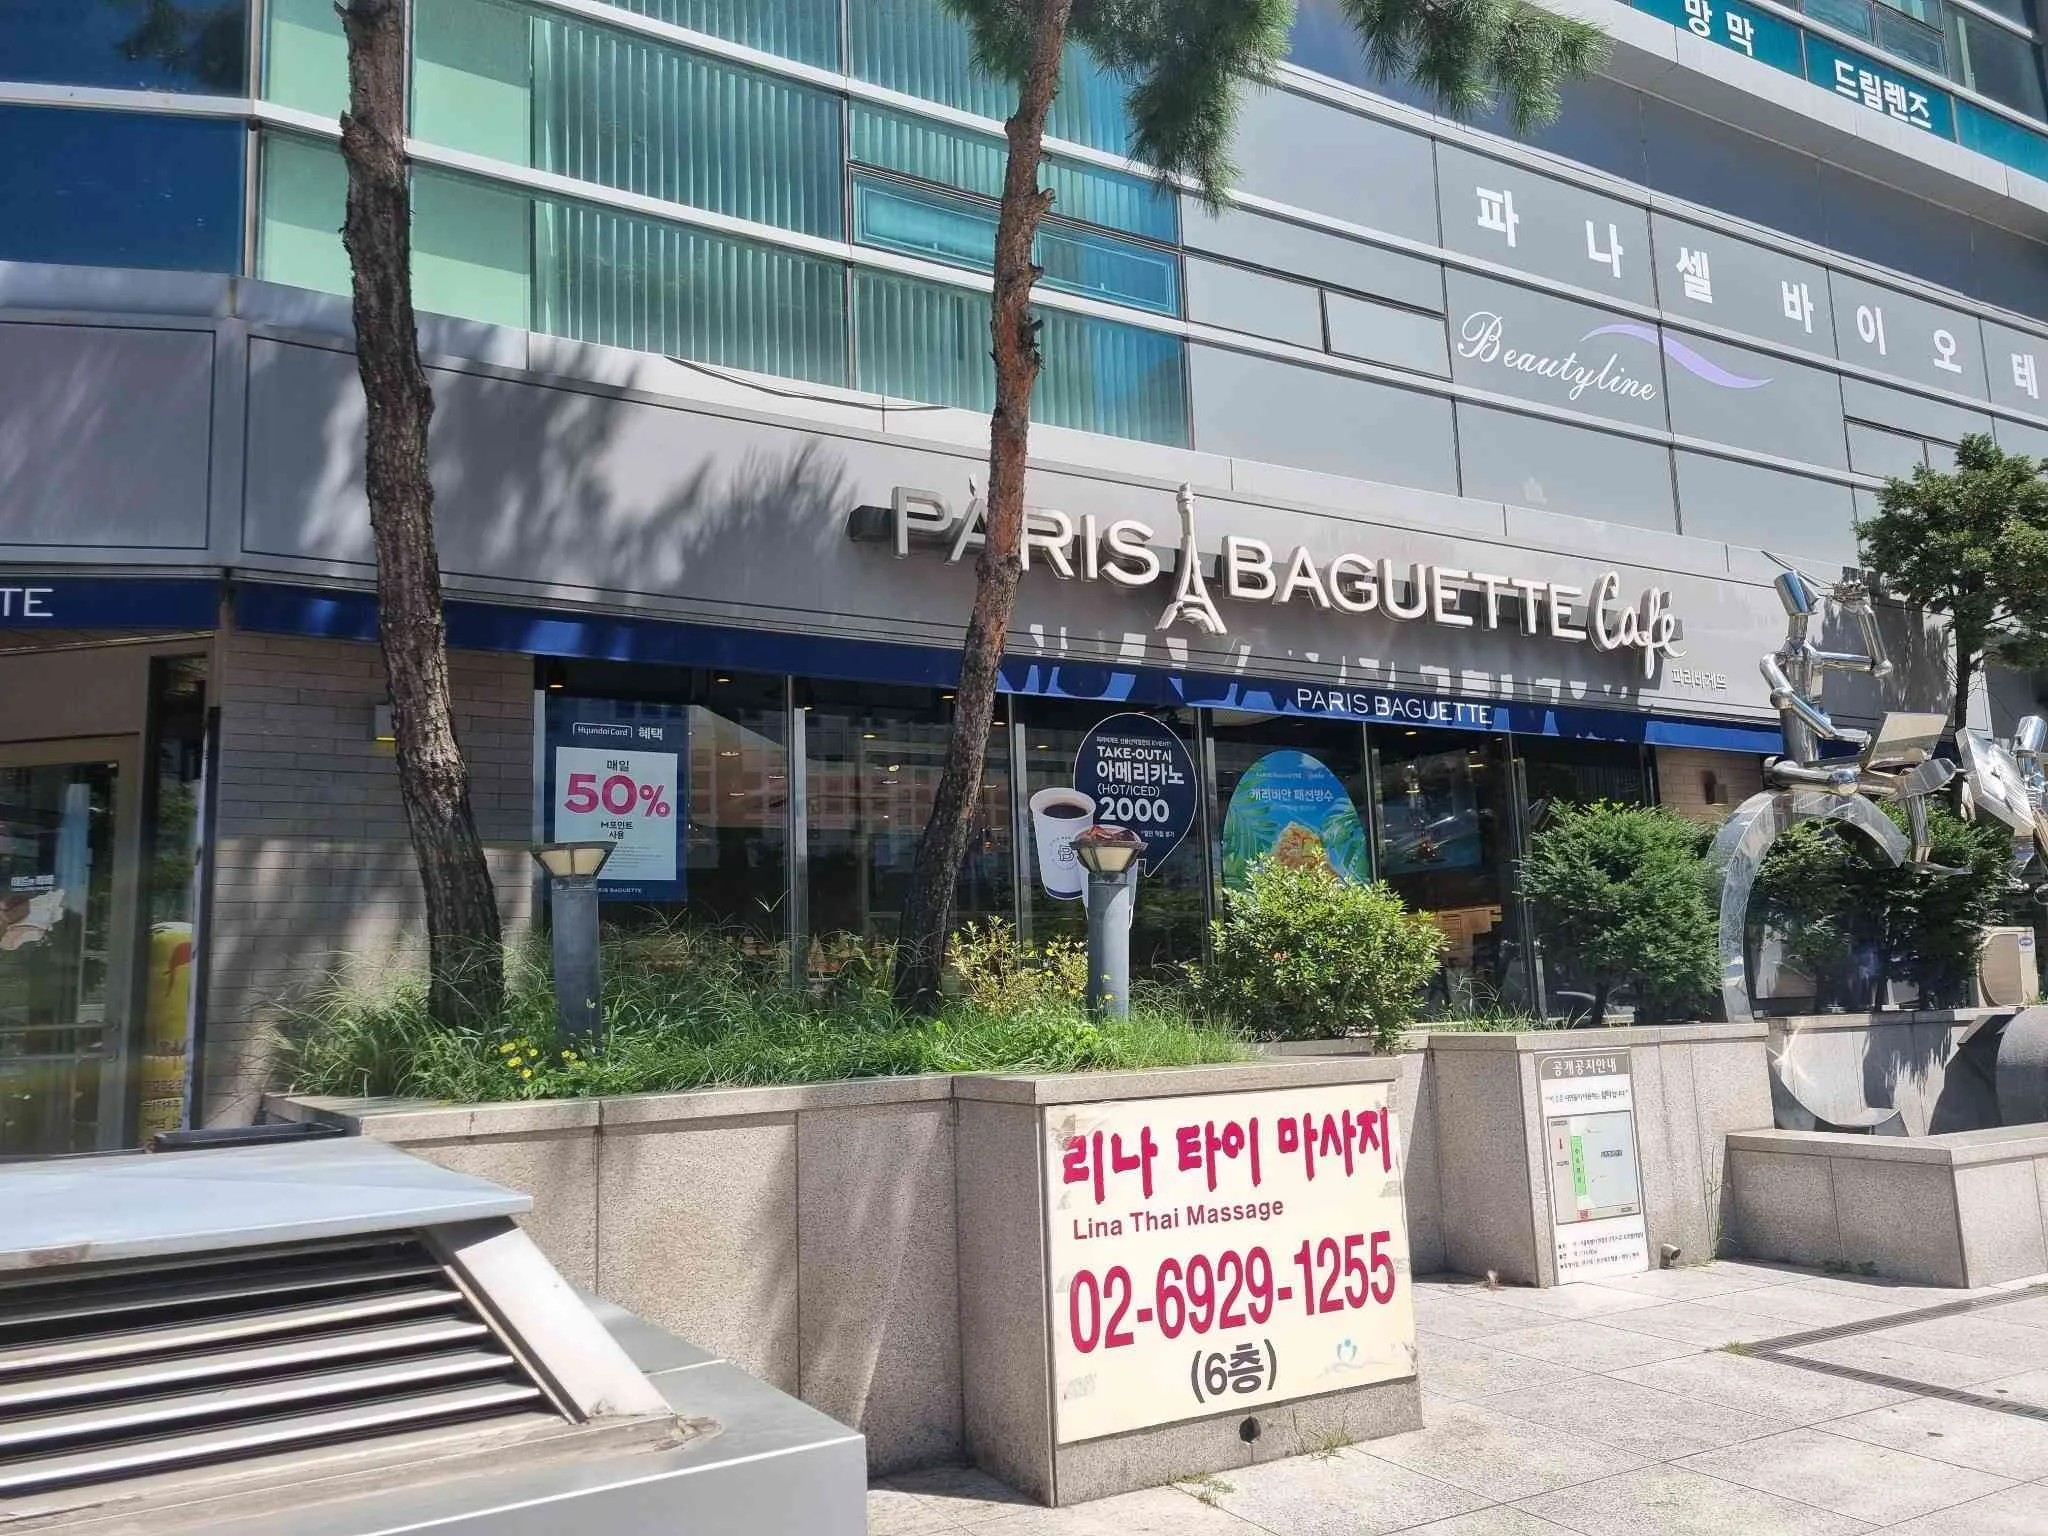 망막
드림렌즈
파나셀바이오테
Beautyline
PARIS BAGUETTE Café
파리바게뜨
TE
PARIS BAGUETTE
HyundaiCard 혜택
매일
50%
M포인트
사용
PARIS BAGUETTE
TAKE-OUT시
아메리카노
(HOT/ICED)
2000
캐리비안 패션망수
공개공지안내
리나 타이 마사지
Lina Thai Massage
02-6929-1255
(6층)